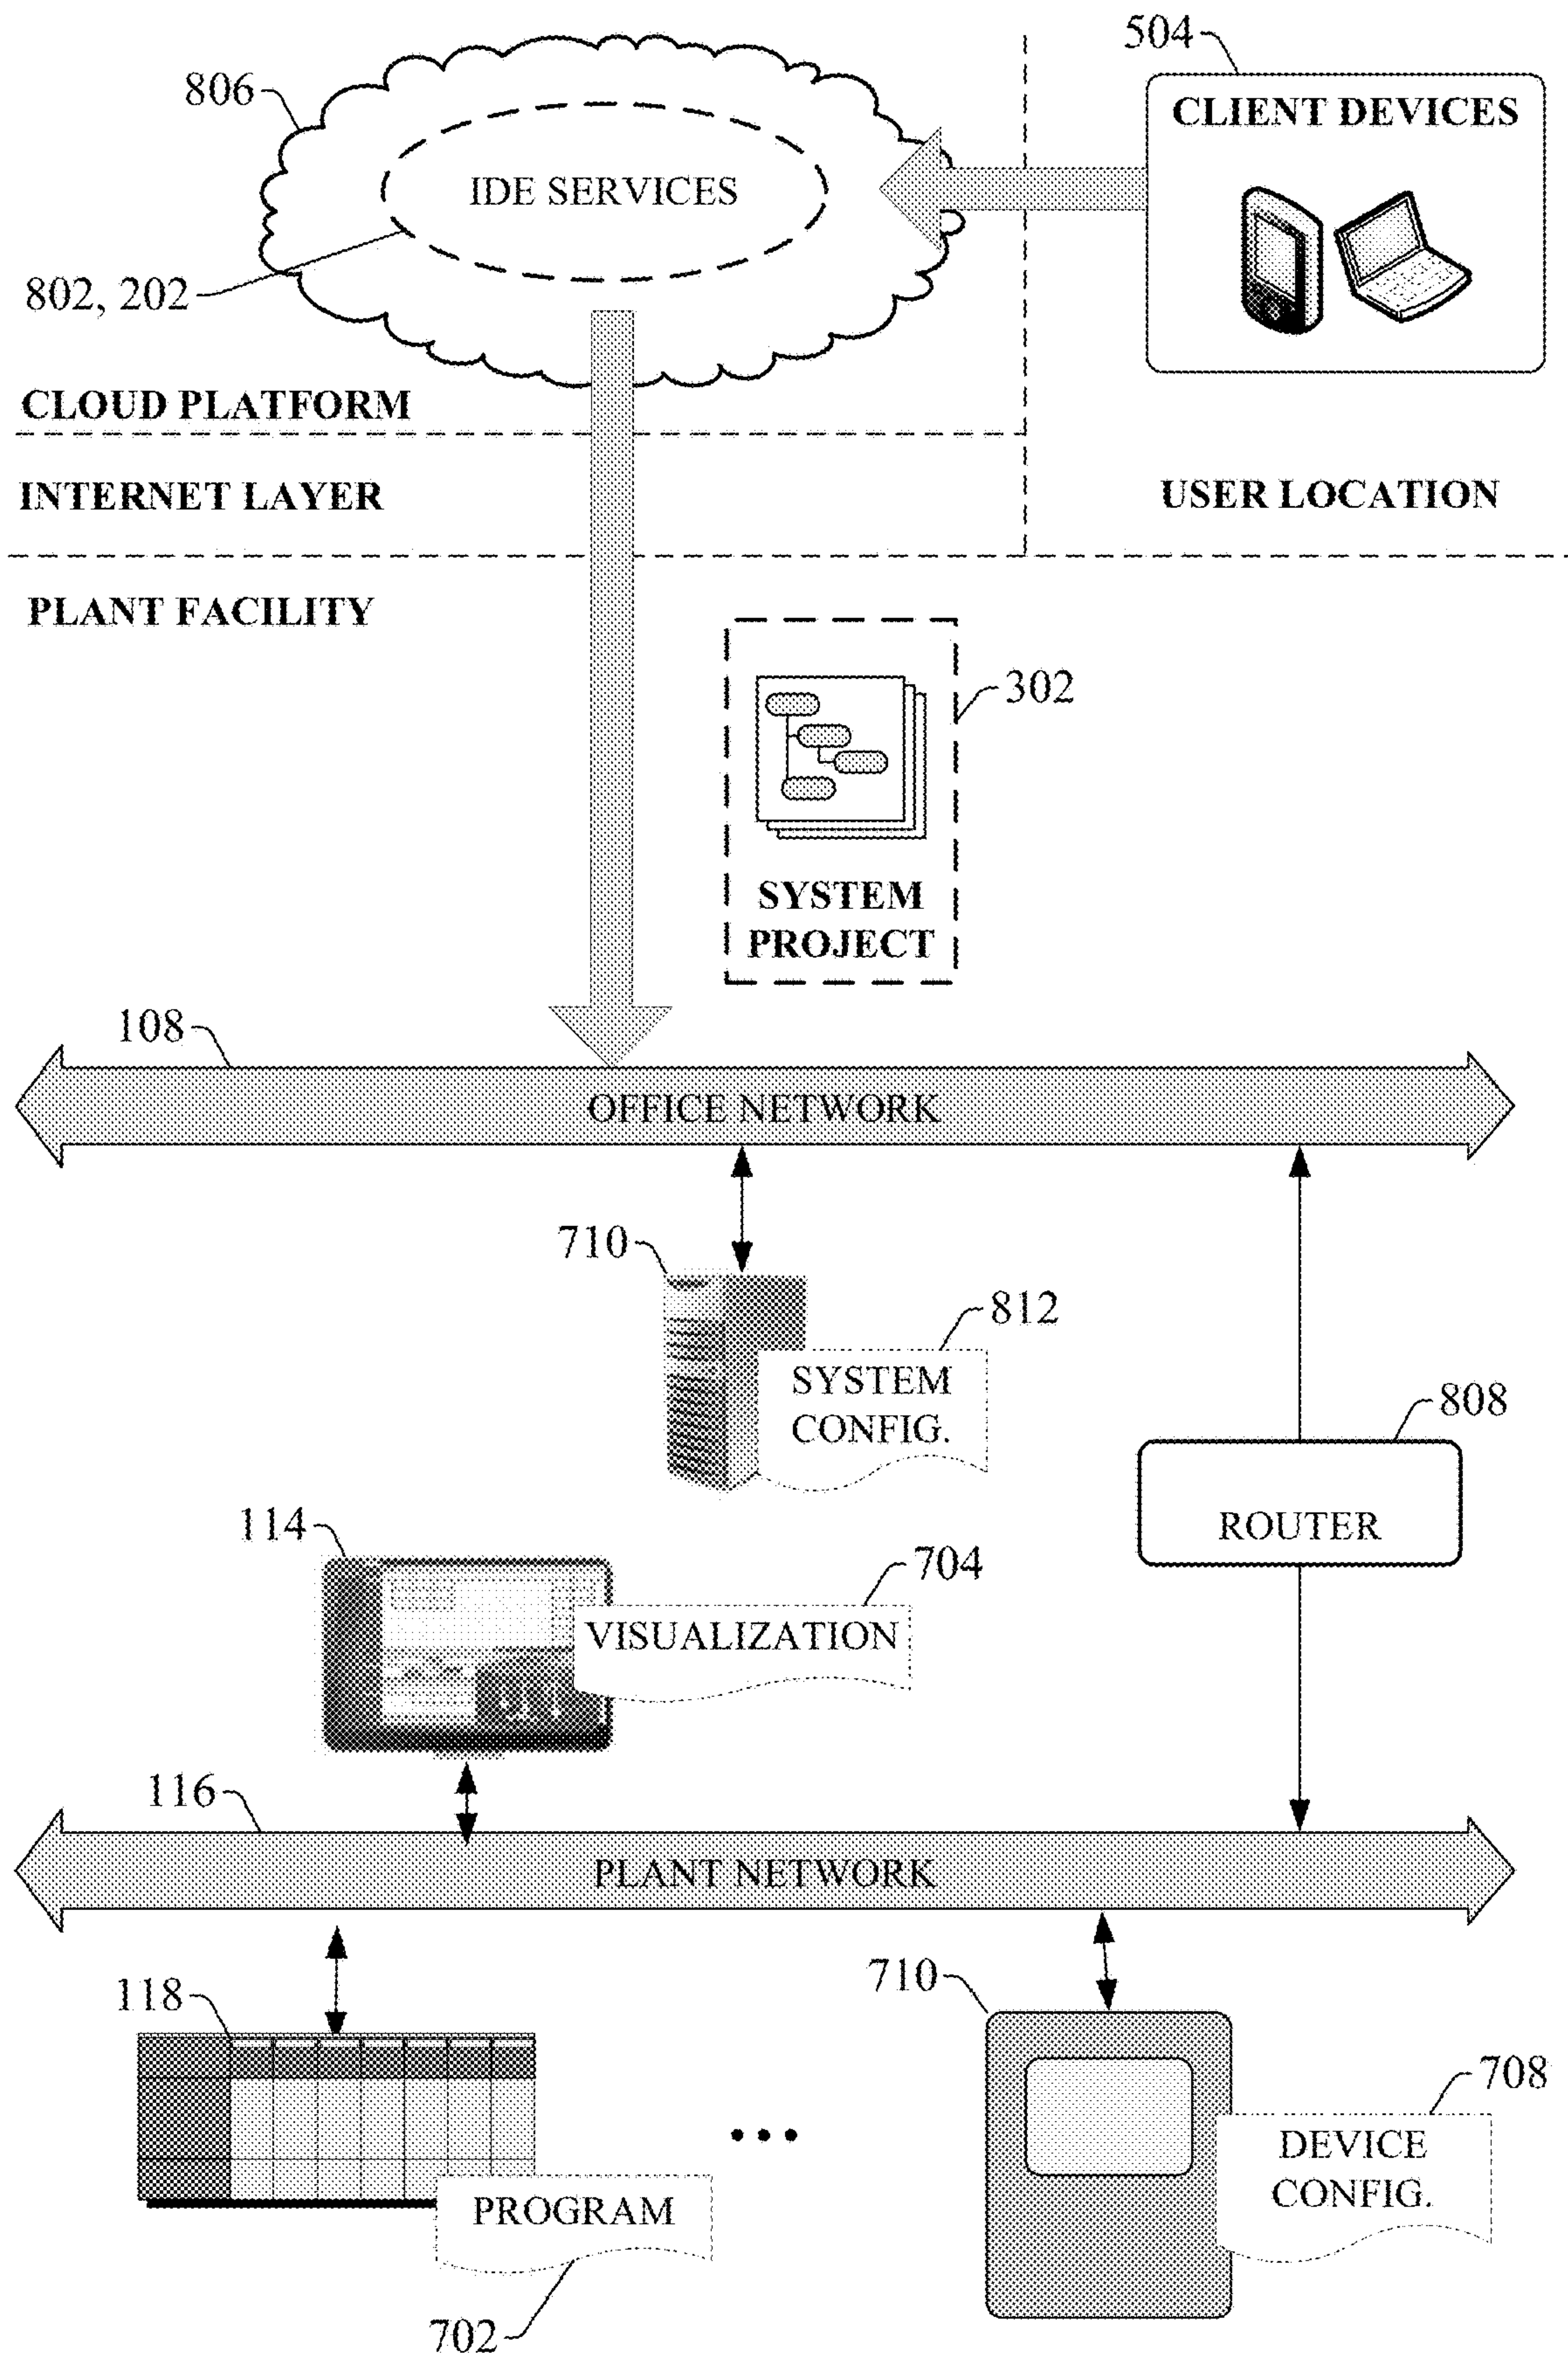 504
806
CLIENT DEVICES
IDE SERVICES
802, 202
CLOUD PLATFORM
INTERNET LAYER
USER LOCATION
PLANT FACILITY
302
SYSTEM
PROJECT
108
OFFICE NETWORK
710
812
SYSTEM
CONFIG.
808
ROUTER
114
704
VISUALIZATION
116
PLANT NETWORK
118
710
708
DEVICE
CONFIG.
PROGRAM
702